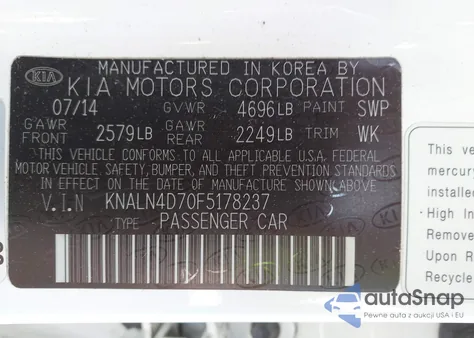 MANUFACTURED IN KOREA BY
KIA KIA MOTORS CORPORATION
07/14 GVWR 4696LB PAINT SWP
GAWR FRONT 2579LB GAWR REAR 2249LB TRIM WK
THIS VEHICLE CONFORMS TO ALL APPLICABLE U.S.A. FEDERAL
MOTOR VEHICLE SAFETY, BUMPER, AND THEFT PREVENTION STANDARDS
IN EFFECT ON THE DATE OF MANUFACTURE SHOWN ABOVE
V.I.N KNALN4D70F5178237
TYPE: PASSENGER CAR
This ve
mercury
installed
· High In
Upon R
Recycle
autoSnap
Pewne auta z aukcji USA i EU